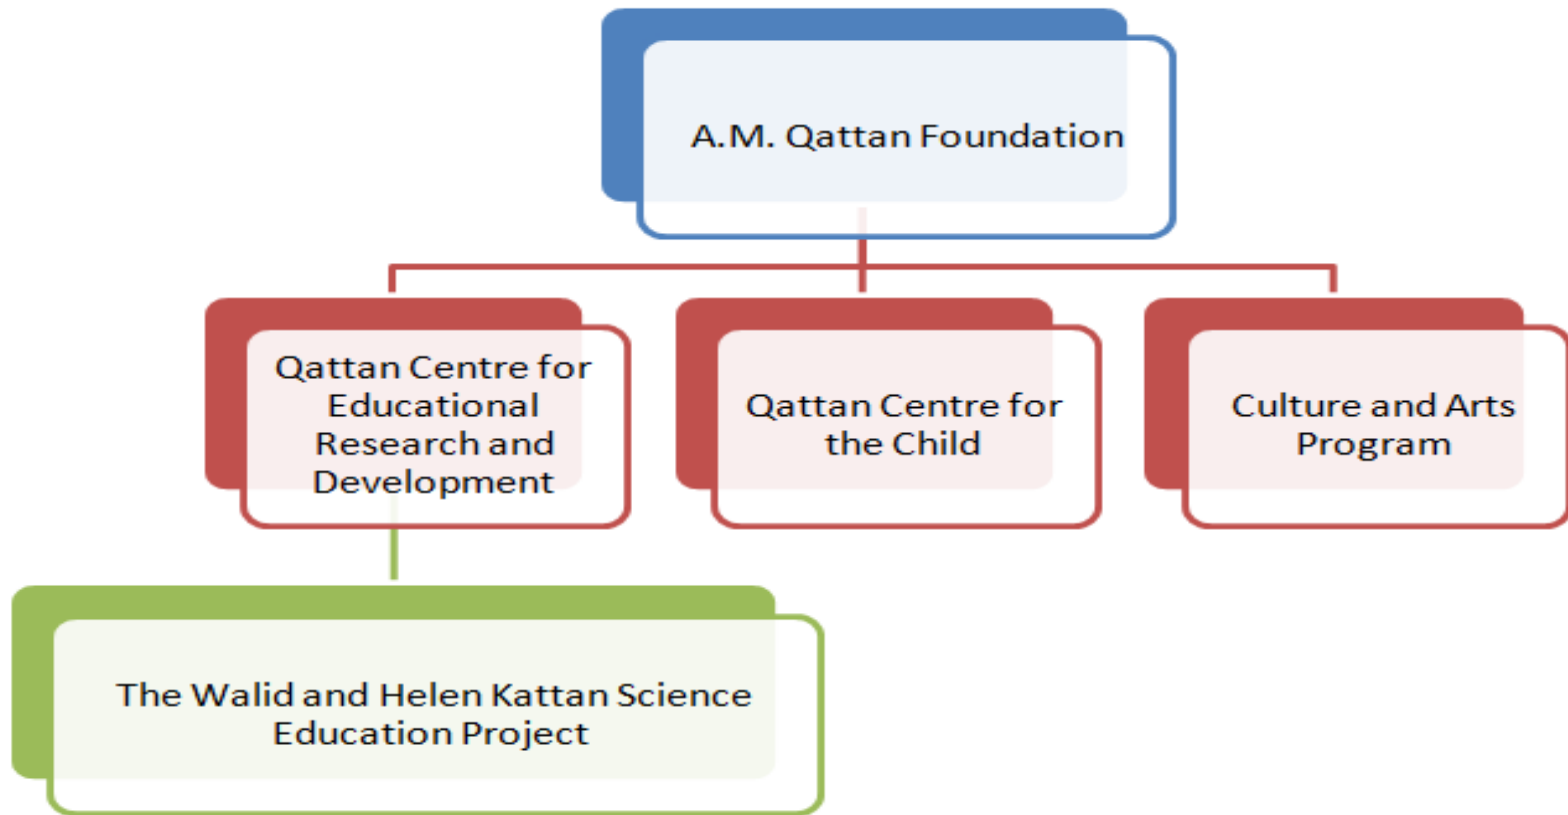 A.M. Qattan Foundation
Qattan Centre for
Educational
Research and
Development
Qattan Centre for
the Child
Culture and Arts
Program
The Walid and Helen Kattan Science
Education Project